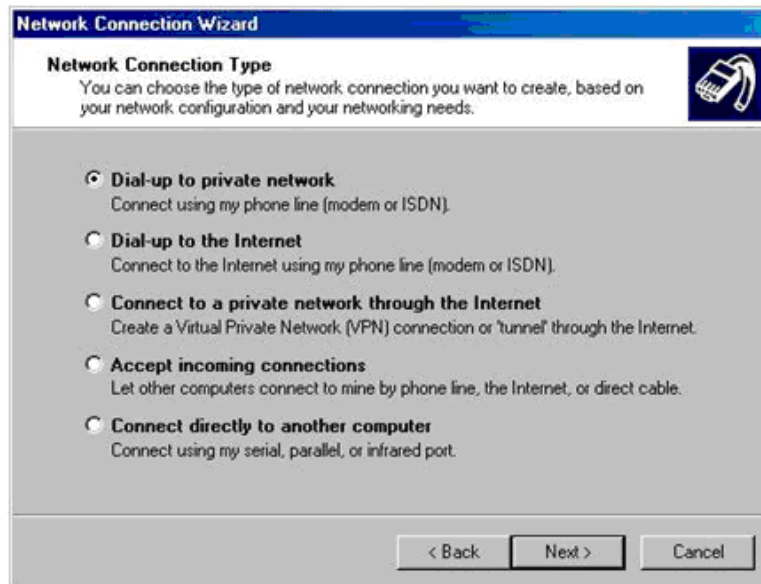 Network Connection Wizard
Network Connection Type
You can choose the type of network connection you want to create, based on
your network configuration and your networking needs.
Dial-up to private network
Connect using my phone line (modem or ISDN).
Dial-up to the Internet
Connect to the Internet using my phone line (modem or ISDN).
Connect to a private network through the Internet
Create a Virtual Private Network (VPN) connection or 'tunnel' through the Internet.
Accept incoming connections
Let other computers connect to mine by phone line, the Internet, or direct cable.
Connect directly to another computer
Connect using my serial, parallel, or infrared port.
< Back Next > Cancel